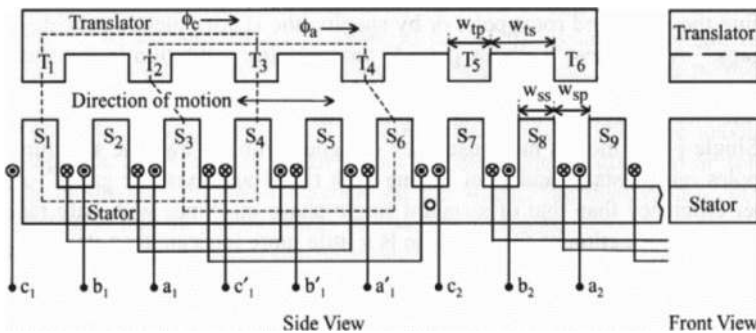 Translator ϕc ϕa wtp wts Translator
T1 T2 T3 T4 T5 T6
Direction of motion wss wsp
S1 S2 S3 S4 S5 S6 S7 S8 S9
Stator Stator
c1 b1 a1 c'1 b'1 a'1 c2 b2 a2
Side View Front View